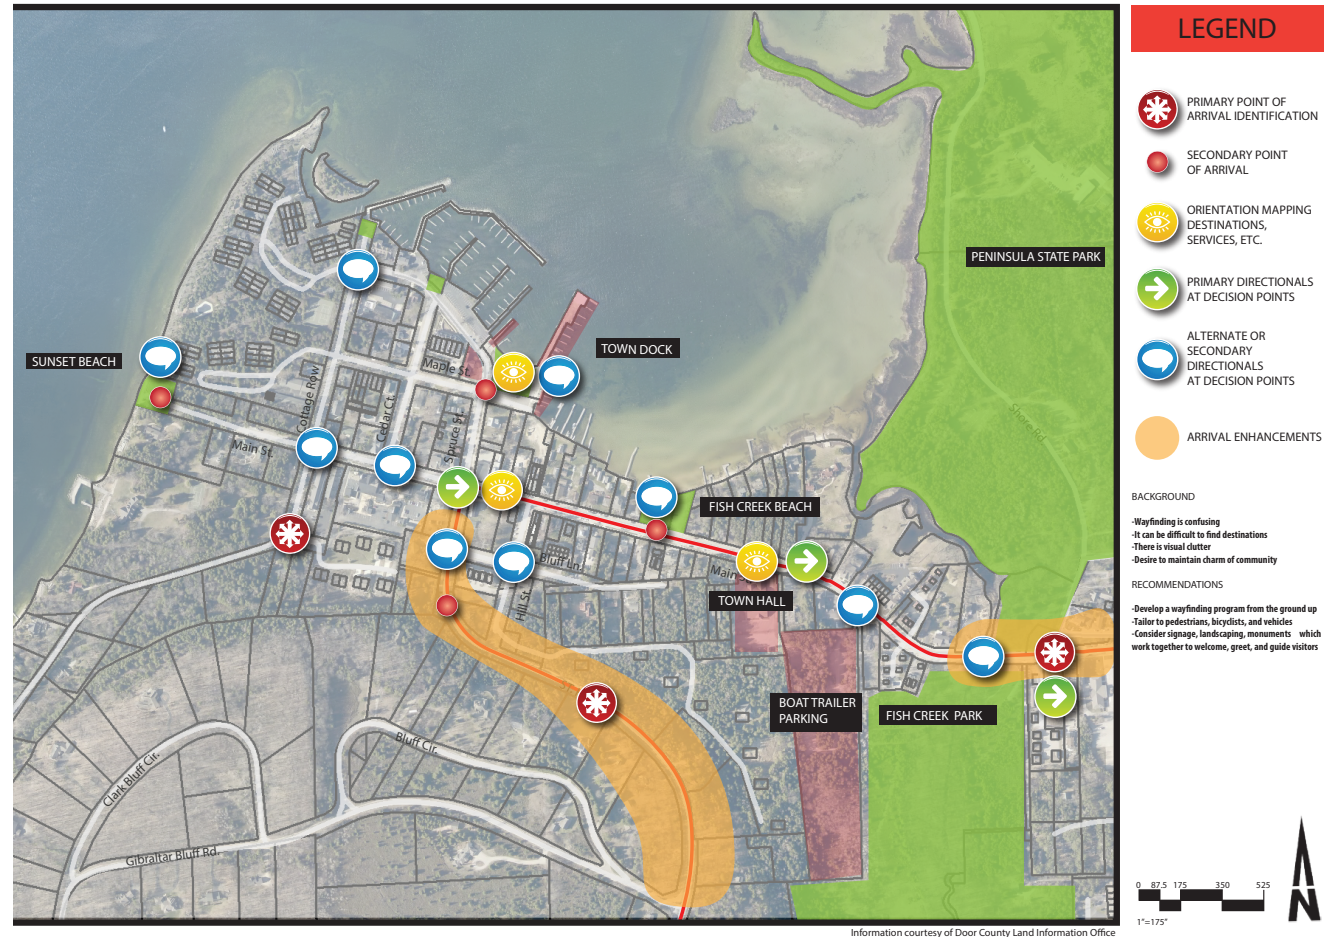 LEGEND
PRIMARY POINT OF
ARRIVAL IDENTIFICATION
SECONDARY POINT
OF ARRIVAL
ORIENTATION MAPPING
DESTINATIONS,
SERVICES, ETC.
PRIMARY DIRECTIONALS
AT DECISION POINTS
ALTERNATE OR
SECONDARY
DIRECTIONALS
AT DECISION POINTS
ARRIVAL ENHANCEMENTS
BACKGROUND
-Wayfinding is confusing
-It can be difficult to find destinations
-There is visual clutter
-Desire to maintain charm of community
RECOMMENDATIONS
-Develop a wayfinding program from the ground up
-Tailor to pedestrians, bicyclists, and vehicles
-Consider signage, landscaping, monuments which
work together to welcome, greet, and guide visitors
PENINSULA STATE PARK
SUNSET BEACH
TOWN DOCK
Maple St.
Cottage Row
Cedar Ct.
Spruce St.
Main St.
Shore Rd
FISH CREEK BEACH
Bluff Ln.
Main
TOWN HALL
Hill St
BOAT TRAILER
PARKING
FISH CREEK PARK
Bluff Cir.
Clark Bluff Cir.
Gibraltar Bluff Rd.
0 87.5 175 350 525
1"=175"
N
Information courtesy of Door County Land Information Office